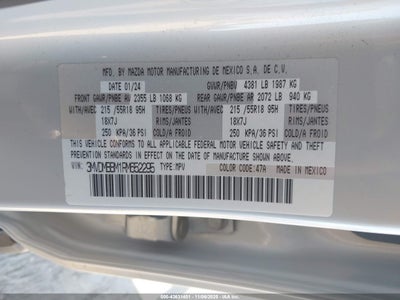 MFD. BY MAZDA MOTOR MANUFACTURING DE MEXICO S.A. DE C.V.
DATE 01/24 GVWR/PNBV 4381 LB 1987 KG
FRONT GAWR/PNBE AV 2355 LB 1068 KG REAR GAWR/PNBE AR 2072 LB 940 KG
WITH/AVEC 215/55R18 95H TIRES/PNEUS WITH/AVEC 215/55R18 95H TIRES/PNEUS
18X7J RIMS/JANTES 18X7J RIMS/JANTES
250 KPA/36 PSI COLD/A FROID 250 KPA/36 PSI COLD/A FROID
THIS VEHICLE CONFORMS TO ALL APPLICABLE FEDERAL MOTOR VEHICLE
SAFETY, BUMPER, AND THEFT PREVENTION STANDARDS IN EFFECT
ON THE DATE OF MANUFACTURE SHOWN ABOVE.
VIN: 3MVDMBBM1RM652295 TYPE:MPV COLOR CODE:47A MADE IN MEXICO